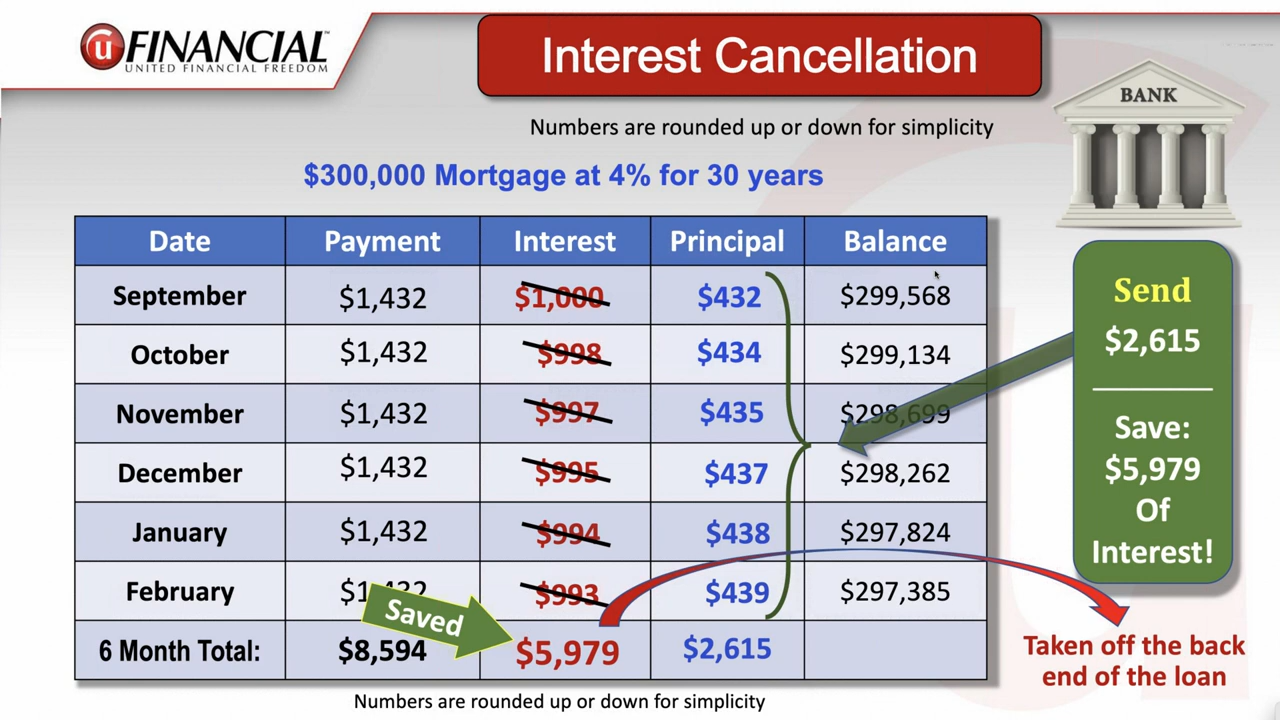 u FINANCIAL™
UNITED FINANCIAL FREEDOM
Interest Cancellation
BANK
Numbers are rounded up or down for simplicity
$300,000 Mortgage at 4% for 30 years
Date Payment Interest Principal Balance
September $1,432 $1,000 $432 $299,568
October $1,432 $998 $434 $299,134
November $1,432 $997 $435 $298,699
December $1,432 $995 $437 $298,262
January $1,432 $994 $438 $297,824
February $1,432 $993 $439 $297,385
6 Month Total: $8,594 $5,979 $2,615
Saved
Send
$2,615
Save:
$5,979
Of
Interest!
Taken off the back
end of the loan
Numbers are rounded up or down for simplicity